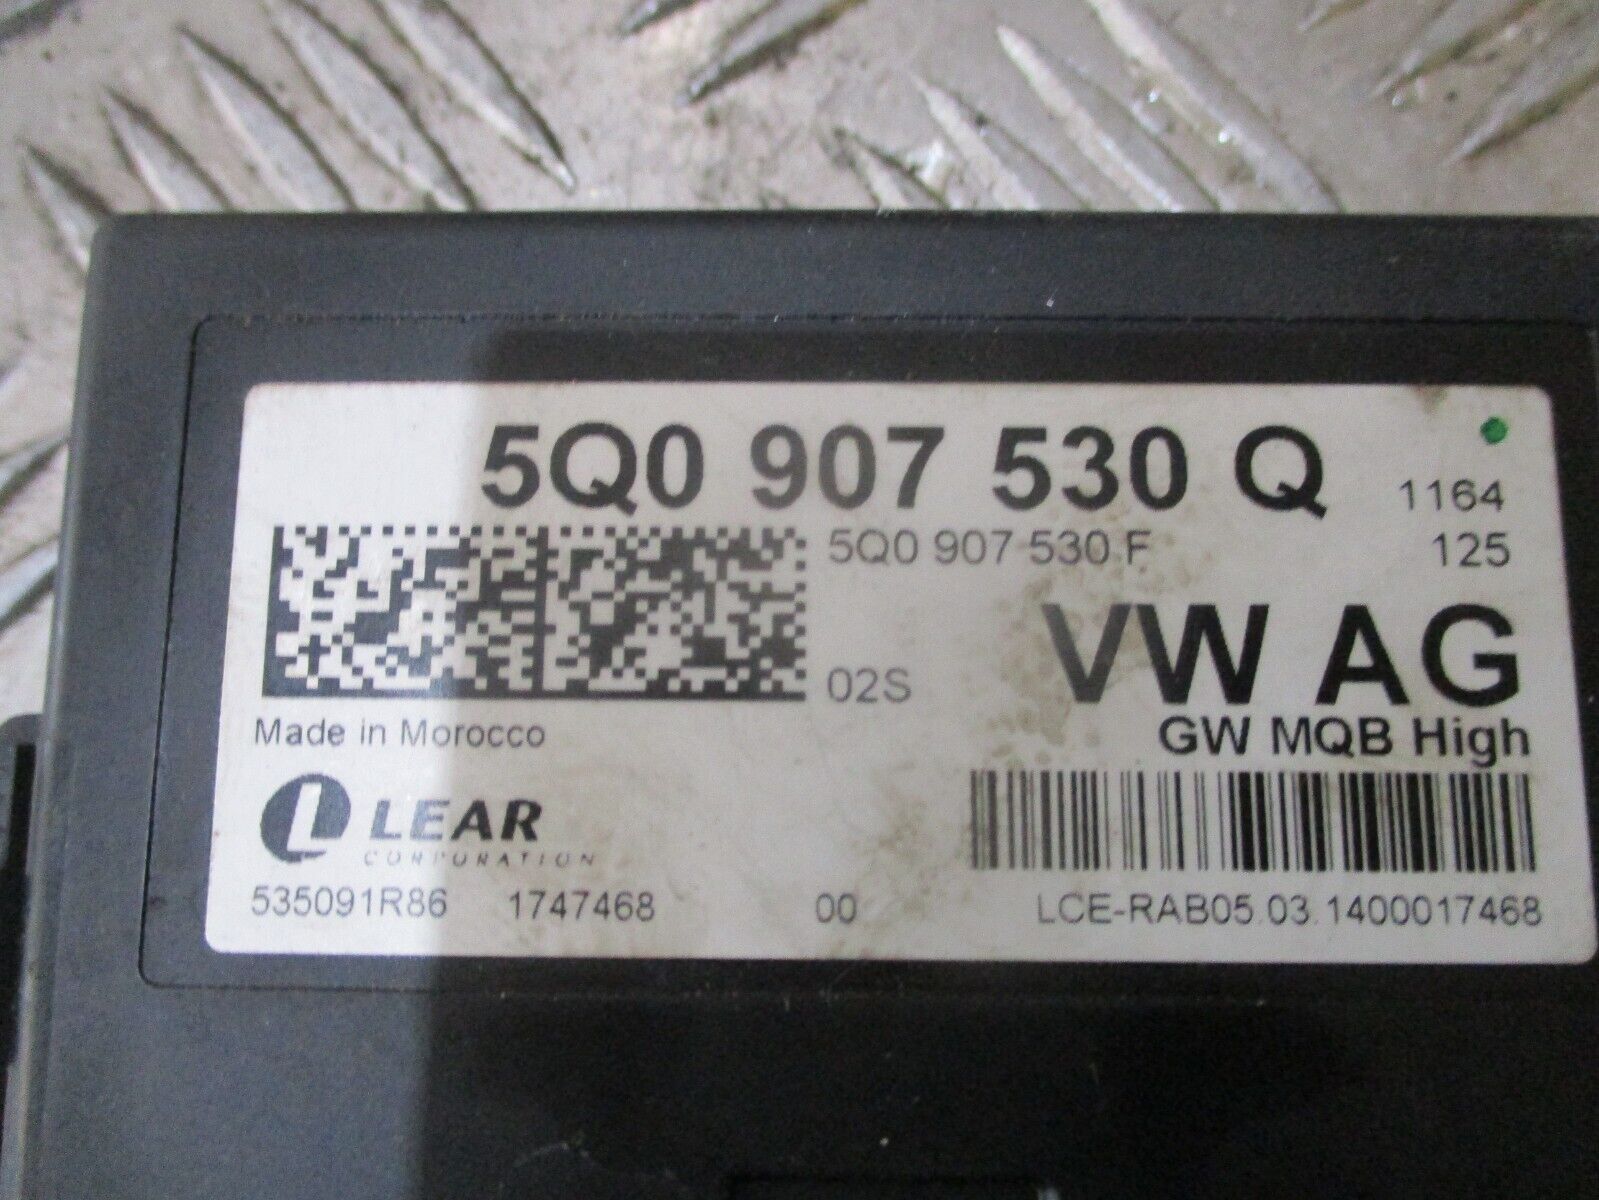 5Q0 907 530 Q 1164
5Q0 907 530 F 125
VW AG
02S
GW MQB High
Made in Morocco
L LEAR
CORPORATION
535091R86 1747468 00 LCE-RAB05.03.1400017468